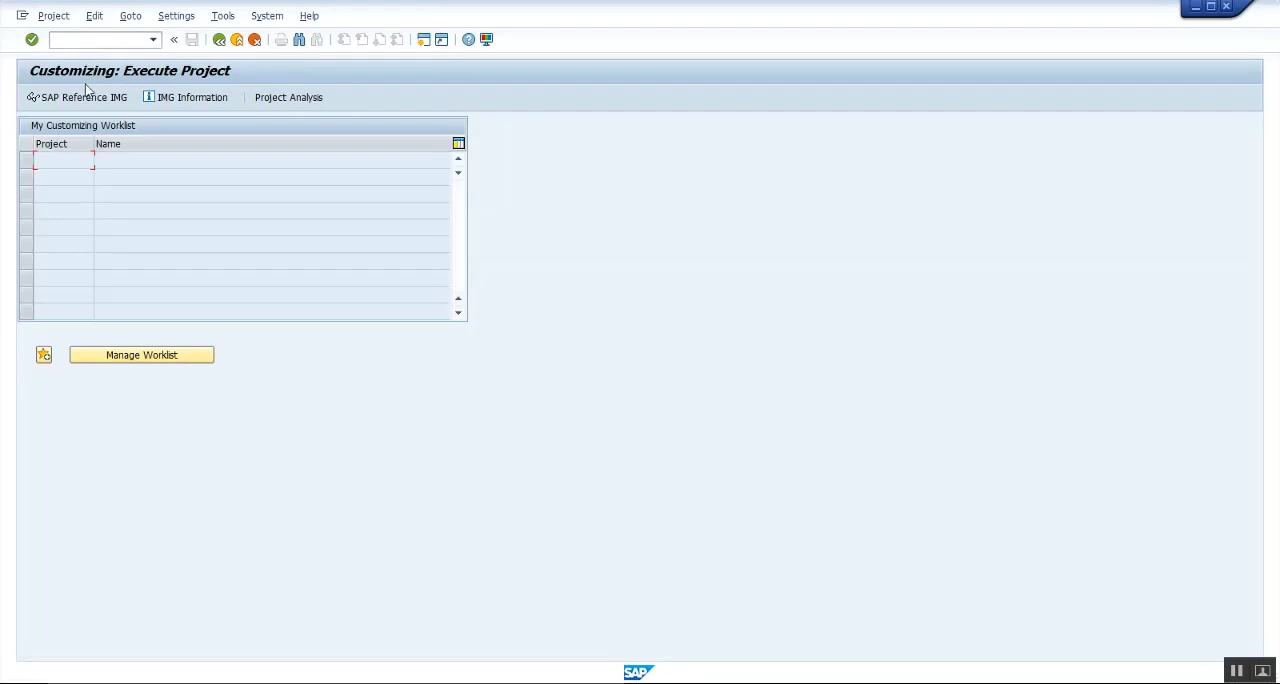 Project Edit Goto Settings Tools System Help
Customizing: Execute Project
SAP Reference IMG IMG Information Project Analysis
My Customizing Worklist
Project Name
Manage Worklist
SAP